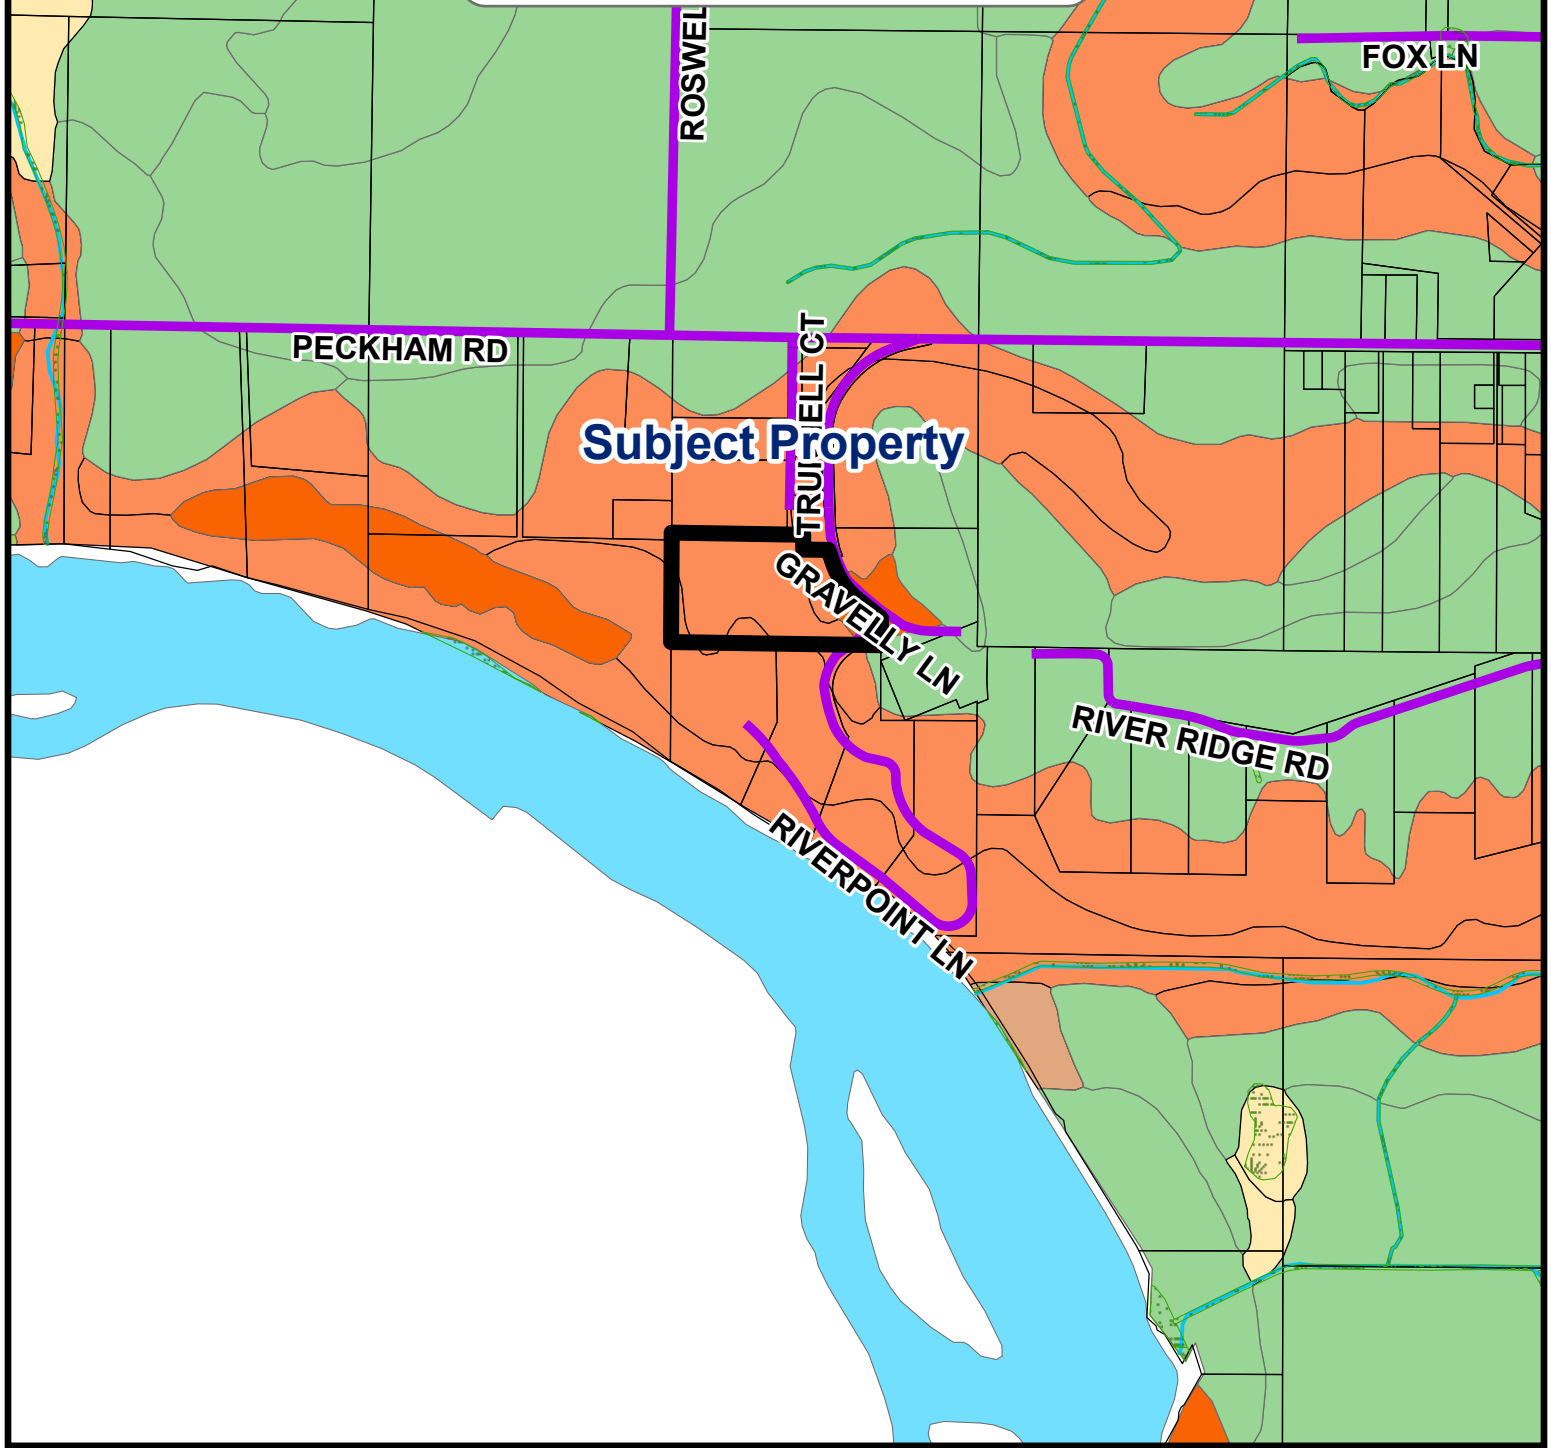 ROSWEL
FOX LN
PECKHAM RD
Subject Property
GRAVELLY LN
RIVER RIDGE RD
RIVERPOINT LN